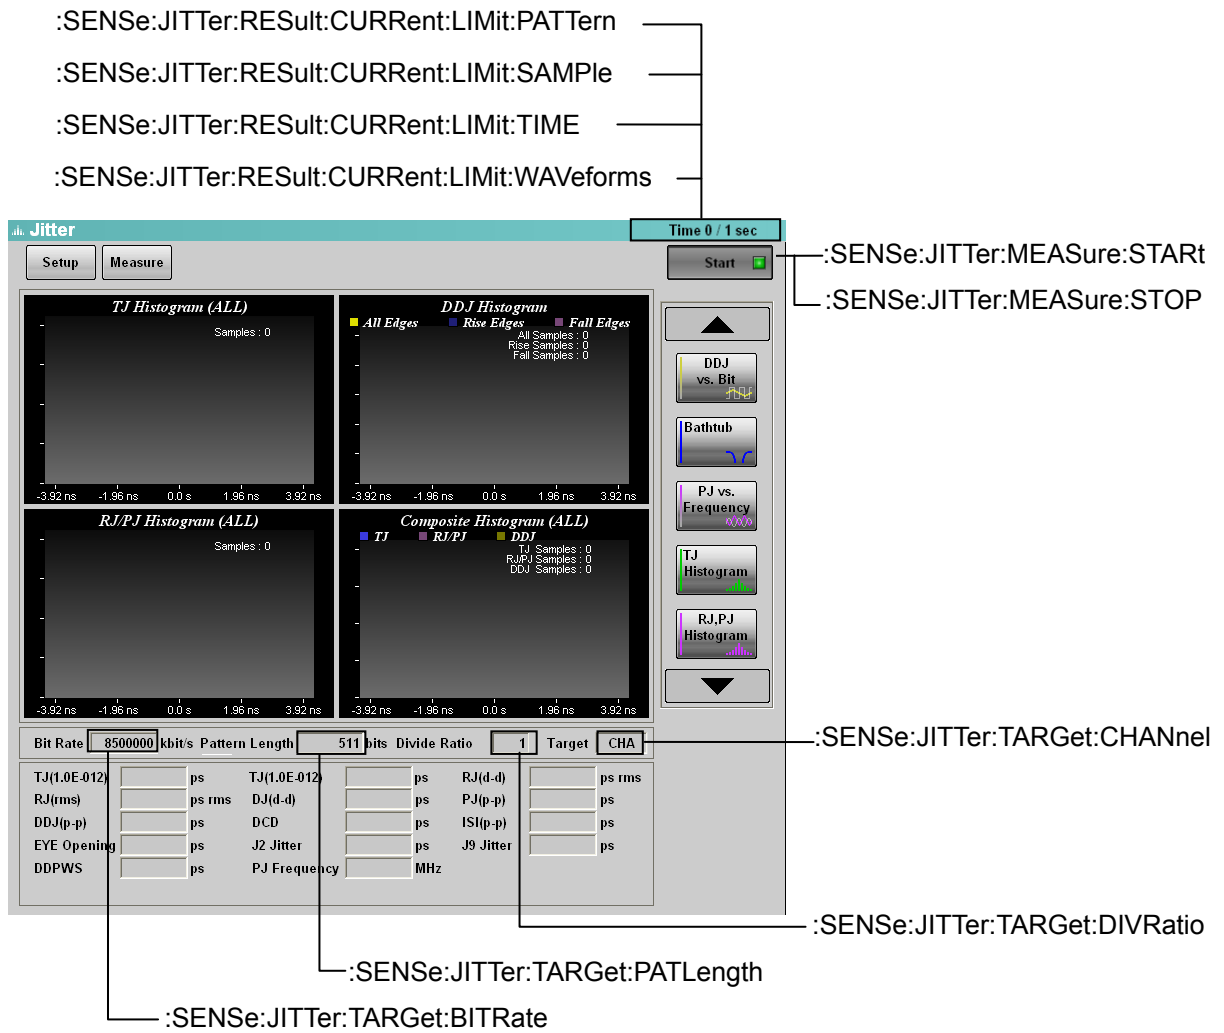 :SENSe:JITTer:RESult:CURRent:LIMit:PATTern
:SENSe:JITTer:RESult:CURRent:LIMit:SAMPle
:SENSe:JITTer:RESult:CURRent:LIMit:TIME
:SENSe:JITTer:RESult:CURRent:LIMit:WAVeforms
Jitter
Time 0 / 1 sec
Setup Measure Start
:SENSe:JITTer:MEASure:STARt
:SENSe:JITTer:MEASure:STOP
TJ Histogram (ALL)
Samples : 0
-3.92 ns -1.96 ns 0.0 s 1.96 ns 3.92 ns
DDJ Histogram
All Edges Rise Edges Fall Edges
All Samples : 0
Rise Samples : 0
Fall Samples : 0
-3.92 ns -1.96 ns 0.0 s 1.96 ns 3.92 ns
RJ/PJ Histogram (ALL)
Samples : 0
-3.92 ns -1.96 ns 0.0 s 1.96 ns 3.92 ns
Composite Histogram (ALL)
TJ RJ/PJ DDJ
TJ Samples : 0
RJ/PJ Samples : 0
DDJ Samples : 0
-3.92 ns -1.96 ns 0.0 s 1.96 ns 3.92 ns
DDJ
vs. Bit
Bathtub
PJ vs.
Frequency
TJ
Histogram
RJ,PJ
Histogram
Bit Rate 8500000 kbit/s Pattern Length 511 bits Divide Ratio 1 Target CHA
:SENSe:JITTer:TARGet:CHANnel
TJ(1.0E-012) ps TJ(1.0E-012) ps RJ(d-d) ps rms
RJ(rms) ps rms DJ(d-d) ps PJ(p-p) ps
DDJ(p-p) ps DCD ps ISI(p-p) ps
EYE Opening ps J2 Jitter ps J9 Jitter ps
DDPWS ps PJ Frequency MHz
:SENSe:JITTer:TARGet:DIVRatio
:SENSe:JITTer:TARGet:PATLength
:SENSe:JITTer:TARGet:BITRate